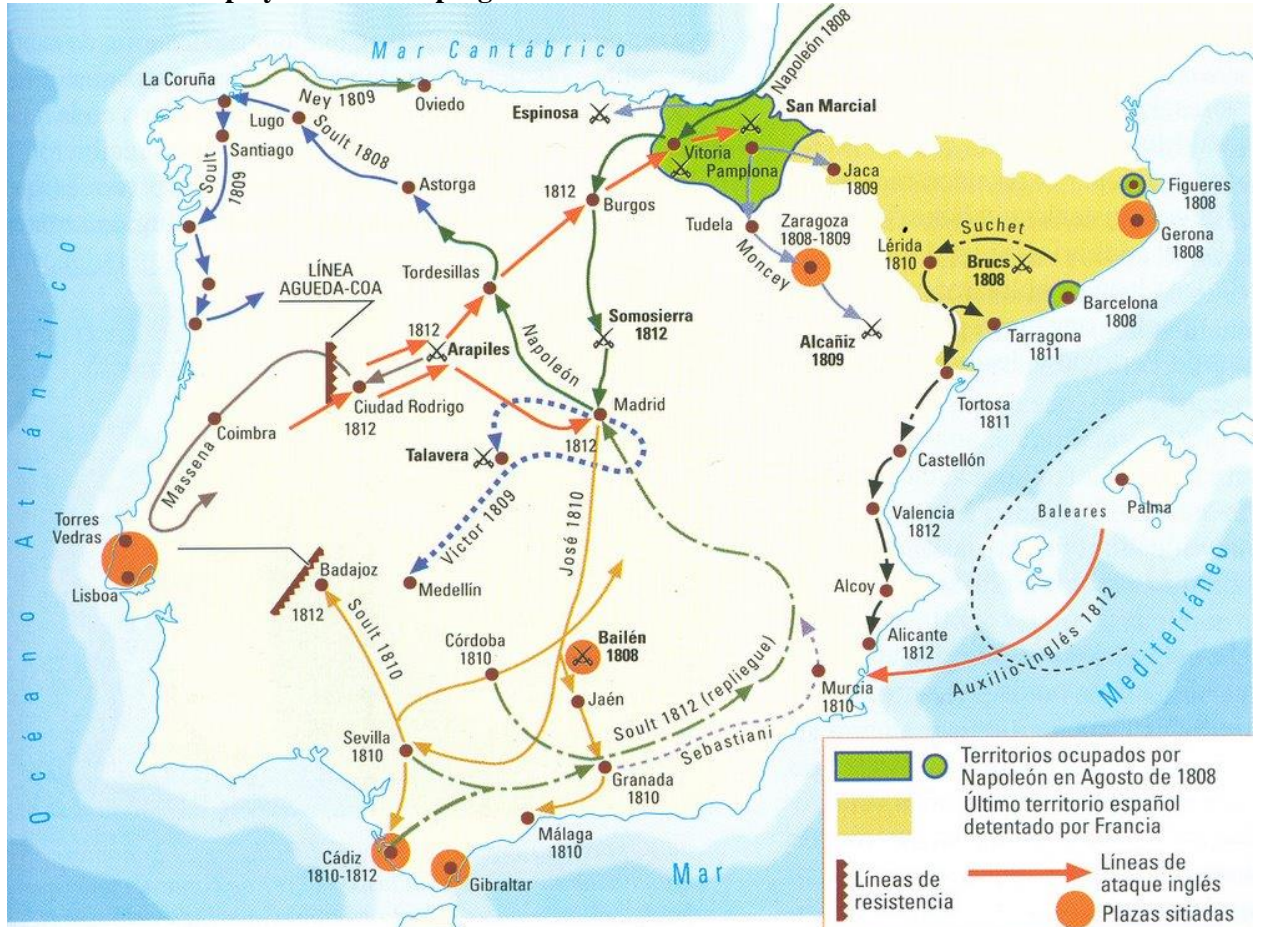 Mar Cantábrico
Napoleón 1808
La Coruña
Ney 1809
Oviedo
Espinosa
San Marcial
Lugo
Soult 1808
Santiago
Soult
1809
Vitoria
Pamplona
Jaca
1809
Figueres
1808
Astorga
1812
Burgos
Tudela
Zaragoza
1808-1809
Moncey
Lérida
1810
Suchet
Brucs
1808
Gerona
1808
Tordesillas
LÍNEA
AGUEDA-COA
Barcelona
1808
Somosierra
1812
Alcañiz
1809
Tarragona
1811
1812
Arapiles
Napoleón
Ciudad Rodrigo
1812
Madrid
1812
Tortosa
1811
Coimbra
Massena
Talavera
Castellón
Océano Atlántico
Victor 1809
José 1810
Valencia
1812
Baleares
Palma
Torres
Vedras
Lisboa
Badajoz
1812
Medellín
Soult 1810
Alcoy
Córdoba
1810
Bailén
1808
Alicante
1812
Auxilio inglés 1812
Mediterráneo
Jaén
Murcia
1810
Soult 1812 (repliegue)
Sebastiani
Sevilla
1810
Granada
1810
Málaga
1810
Cádiz
1810-1812
Gibraltar
Mar
Territorios ocupados por
Napoleón en Agosto de 1808
Último territorio español
detentado por Francia
Líneas de
resistencia
Líneas de
ataque inglés
Plazas sitiadas